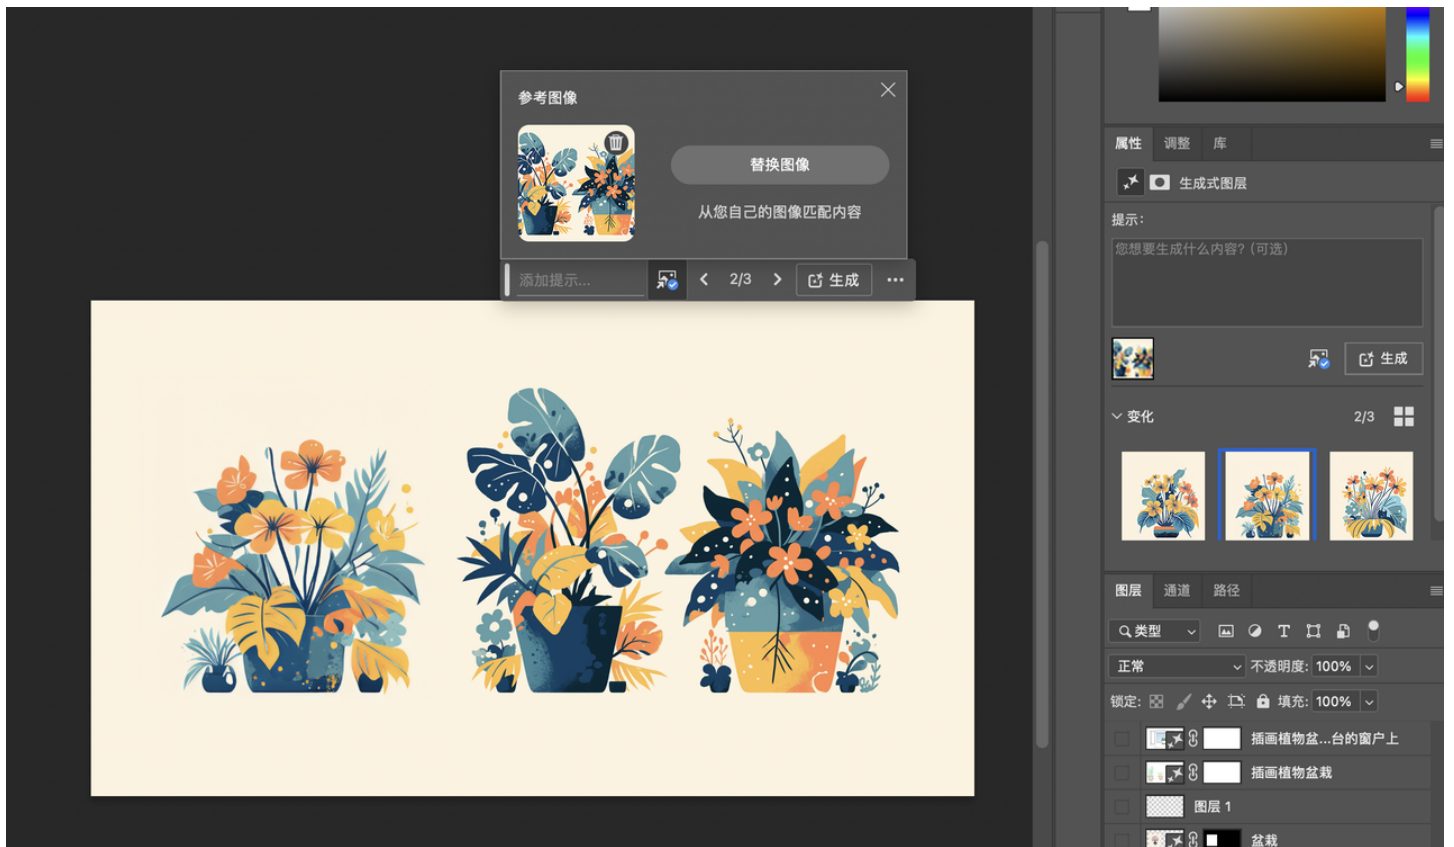 参考图像
替换图像
从您自己的图像匹配内容
添加提示...
2/3
生成
属性
调整
库
生成式图层
提示:
您想要生成什么内容?（可选）
生成
变化
2/3
图层
通道
路径
类型
正常
不透明度: 100%
锁定:
填充: 100%
插画植物盆...台的窗户上
插画植物盆栽
图层 1
盆栽